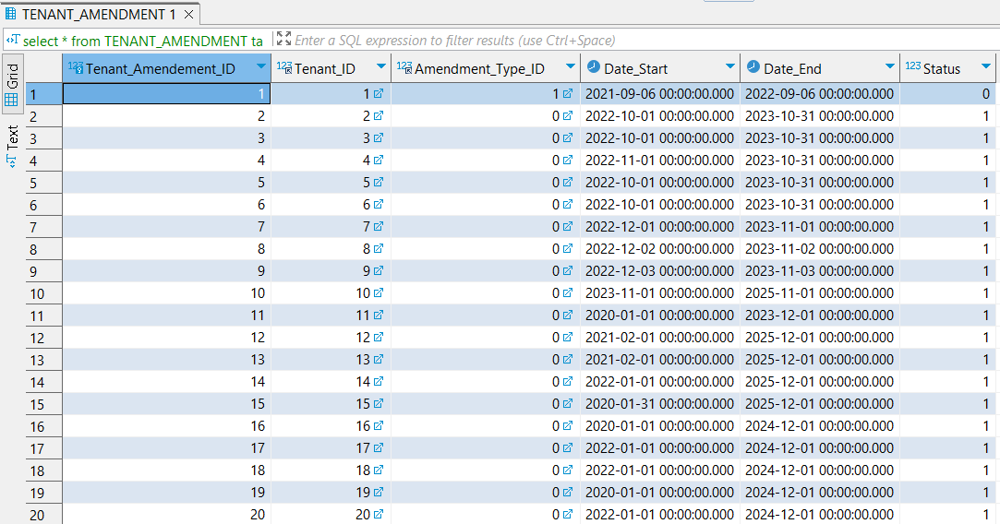 TENANT_AMENDMENT 1
select * from TENANT_AMENDMENT ta Enter a SQL expression to filter results (use Ctrl+Space)
Grid
Text
123 Tenant_Amendement_ID 123 Tenant_ID 123 Amendment_Type_ID Date_Start Date_End 123 Status
1 1 1 1 2021-09-06 00:00:00.000 2022-09-06 00:00:00.000 0
2 2 2 0 2022-10-01 00:00:00.000 2023-10-31 00:00:00.000 1
3 3 3 0 2022-10-01 00:00:00.000 2023-10-31 00:00:00.000 1
4 4 4 0 2022-11-01 00:00:00.000 2023-10-31 00:00:00.000 1
5 5 5 0 2022-10-01 00:00:00.000 2023-10-31 00:00:00.000 1
6 6 6 0 2022-10-01 00:00:00.000 2023-10-31 00:00:00.000 1
7 7 7 0 2022-12-01 00:00:00.000 2023-11-01 00:00:00.000 1
8 8 8 0 2022-12-02 00:00:00.000 2023-11-02 00:00:00.000 1
9 9 9 0 2022-12-03 00:00:00.000 2023-11-03 00:00:00.000 1
10 10 10 0 2023-11-01 00:00:00.000 2025-11-01 00:00:00.000 1
11 11 11 0 2020-01-01 00:00:00.000 2023-12-01 00:00:00.000 1
12 12 12 0 2021-02-01 00:00:00.000 2025-12-01 00:00:00.000 1
13 13 13 0 2021-02-01 00:00:00.000 2025-12-01 00:00:00.000 1
14 14 14 0 2022-01-01 00:00:00.000 2025-12-01 00:00:00.000 1
15 15 15 0 2020-01-31 00:00:00.000 2025-12-01 00:00:00.000 1
16 16 16 0 2020-01-01 00:00:00.000 2024-12-01 00:00:00.000 1
17 17 17 0 2022-01-01 00:00:00.000 2024-12-01 00:00:00.000 1
18 18 18 0 2022-01-01 00:00:00.000 2024-12-01 00:00:00.000 1
19 19 19 0 2020-01-01 00:00:00.000 2024-12-01 00:00:00.000 1
20 20 20 0 2022-01-01 00:00:00.000 2024-12-01 00:00:00.000 1